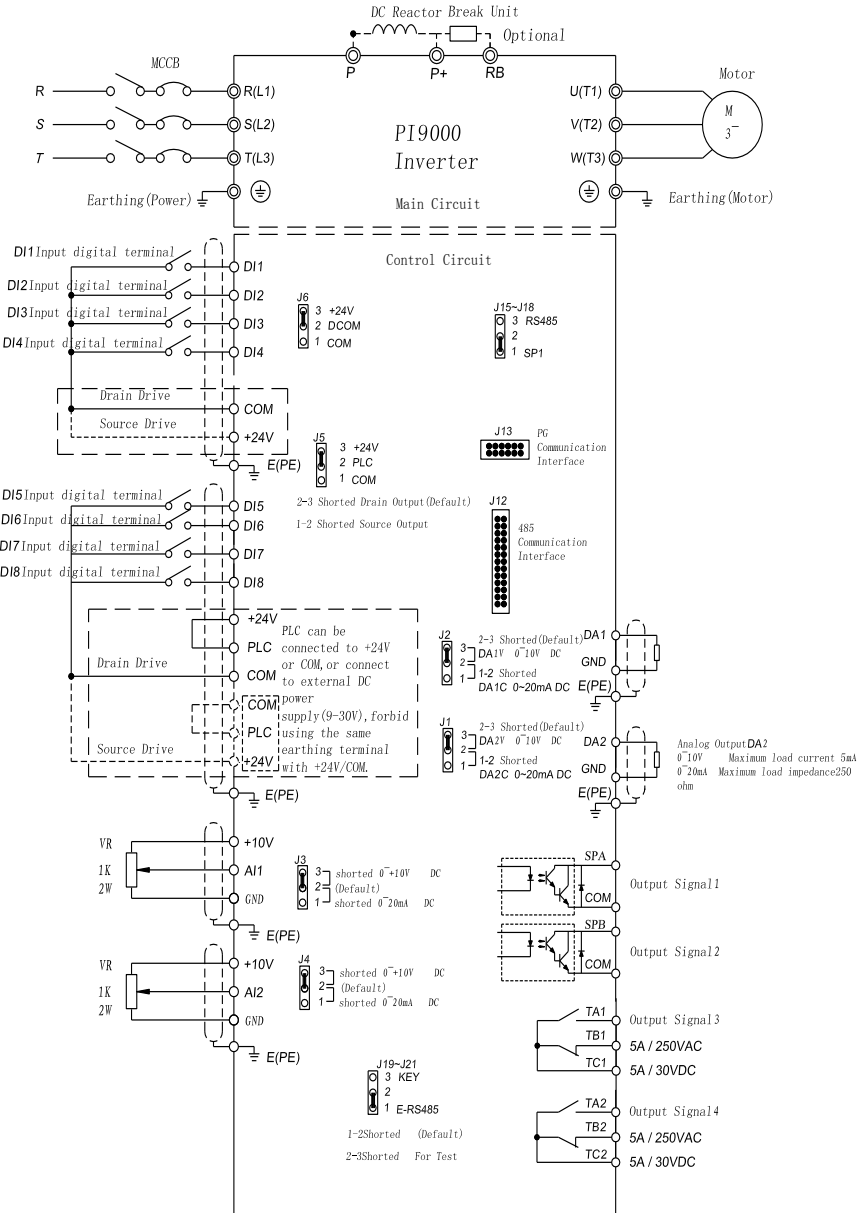 DC Reactor Break Unit
Optional
P P+ RB
MCCB
R R(L1)
S S(L2)
T T(L3)
Earthing(Power)
PI9000
Inverter
Main Circuit
U(T1)
V(T2)
W(T3)
Motor
M
3~
Earthing(Motor)
Control Circuit
DI1 Input digital terminal DI1
DI2 Input digital terminal DI2
DI3 Input digital terminal DI3
DI4 Input digital terminal DI4
J6
3 +24V
2 DCOM
1 COM
J15~J18
3 RS485
2
1 SP1
Drain Drive COM
Source Drive +24V
E(PE)
J5
3 +24V
2 PLC
1 COM
2-3 Shorted Drain Output(Default)
1-2 Shorted Source Output
J13
PG
Communication
Interface
J12
485
Communication
Interface
DI5 Input digital terminal DI5
DI6 Input digital terminal DI6
DI7 Input digital terminal DI7
DI8 Input digital terminal DI8
+24V
PLC
Drain Drive COM
COM
PLC
Source Drive +24V
E(PE)
PLC can be
connected to +24V
or COM, or connect
to external DC
power
supply(9-30V), forbid
using the same
earthing terminal
with +24V/COM.
J2
3 2-3 Shorted(Default)
2 DA1V 0~10V DC
1 1-2 Shorted
DA1C 0~20mA DC
DA1
GND
E(PE)
J1
3 2-3 Shorted(Default)
2 DA2V 0~10V DC
1 1-2 Shorted
DA2C 0~20mA DC
DA2
GND
E(PE)
Analog Output DA2
0~10V Maximum load current 5mA
0~20mA Maximum load impedance250
ohm
VR
1K
2W
+10V
AI1
GND
E(PE)
J3
3 shorted 0~+10V DC
2 (Default)
1 shorted 0~20mA DC
SPA
COM
Output Signal1
SPB
COM
Output Signal2
VR
1K
2W
+10V
AI2
GND
E(PE)
J4
3 shorted 0~+10V DC
2 (Default)
1 shorted 0~20mA DC
TA1 Output Signal3
TB1 5A / 250VAC
TC1 5A / 30VDC
J19~J21
3 KEY
2
1 E-RS485
1-2Shorted (Default)
2-3Shorted For Test
TA2 Output Signal4
TB2 5A / 250VAC
TC2 5A / 30VDC